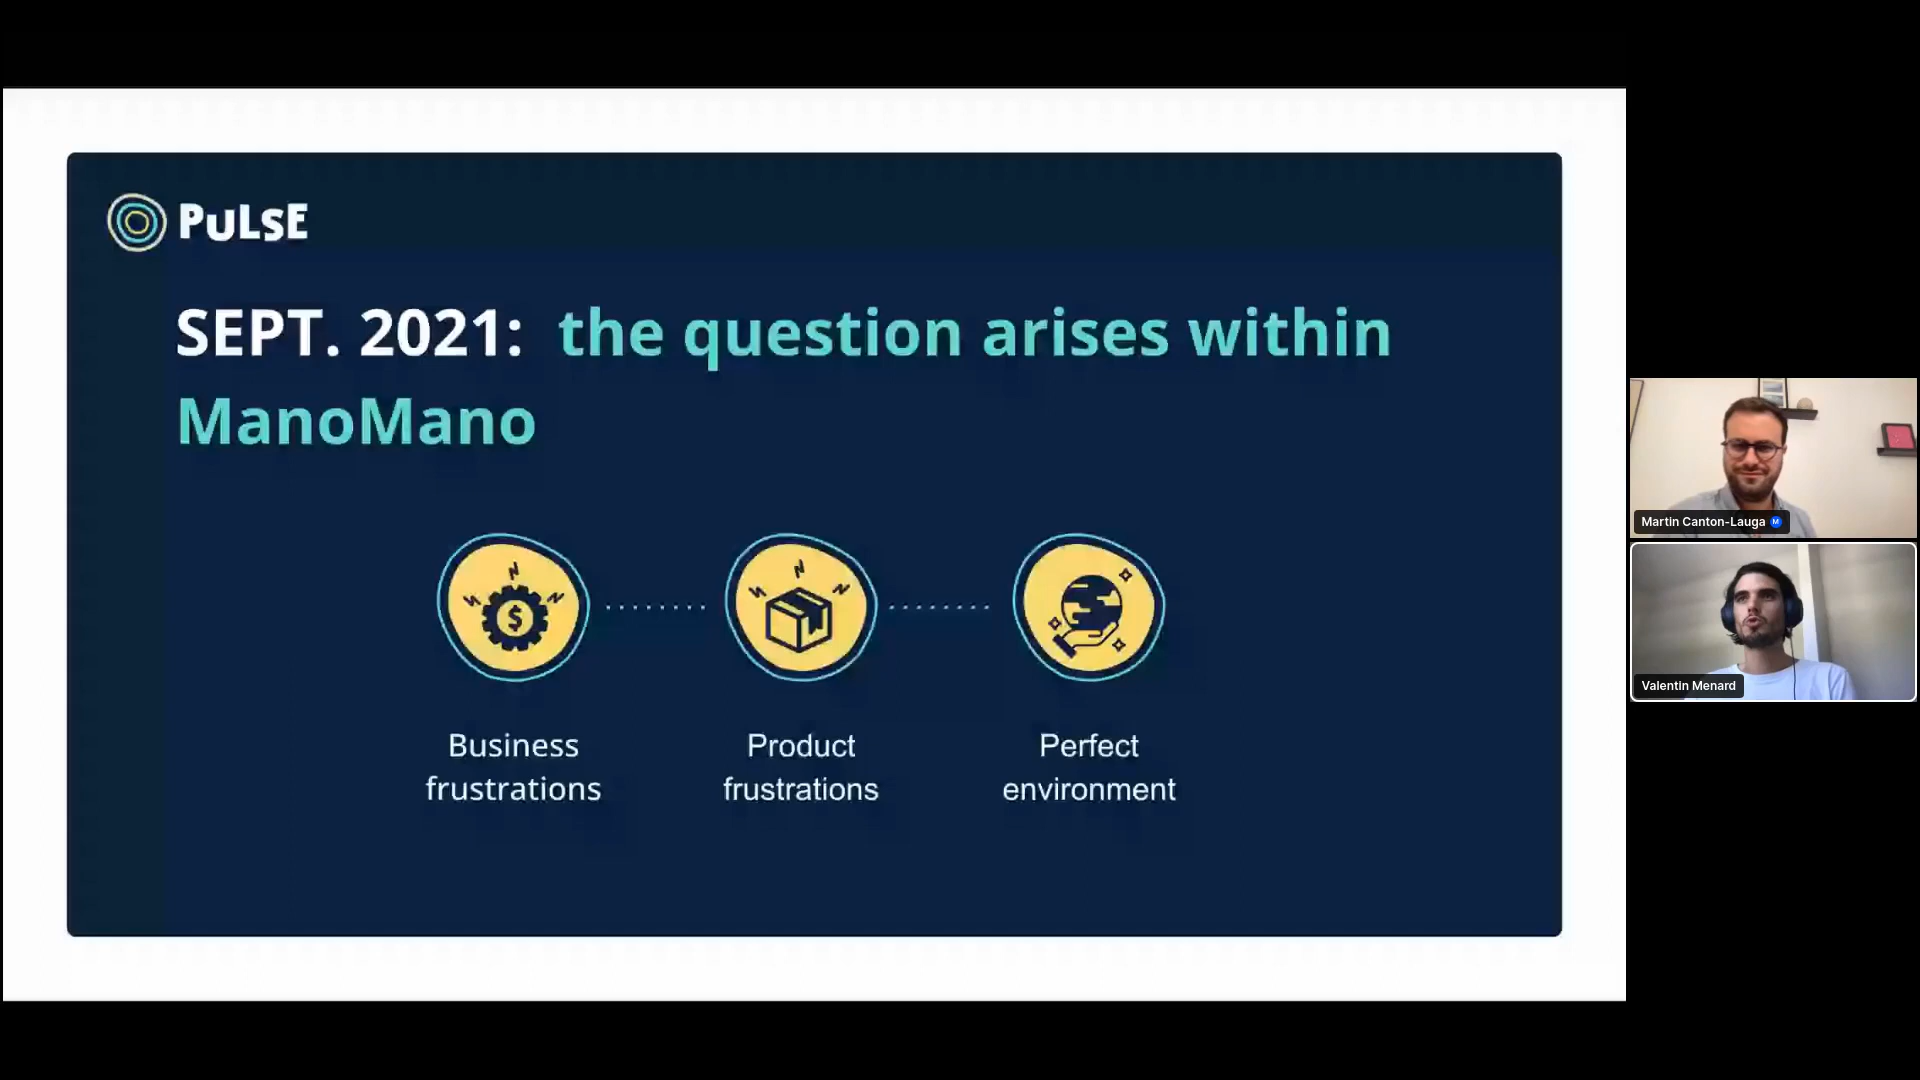 PULSE
SEPT. 2021: the question arises within
ManoMano
$
Business
frustrations
Product
frustrations
Perfect
environment
Martin Canton-Lauga M
Valentin Menard